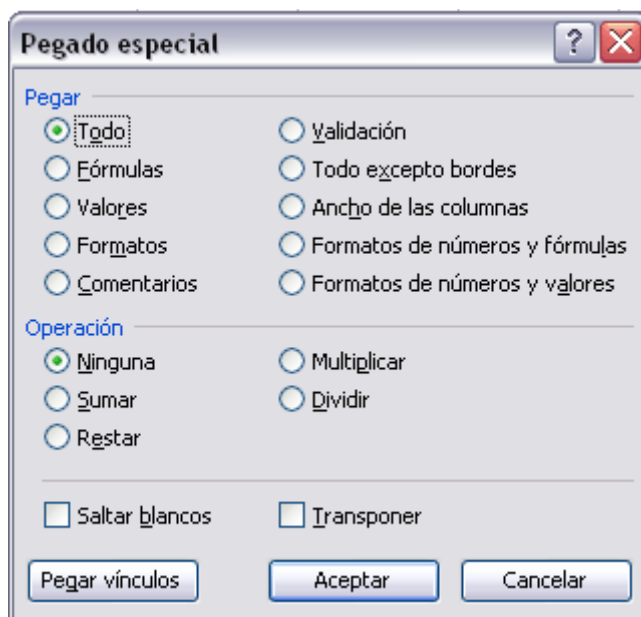 Pegado especial
Pegar
Todo
Validación
Fórmulas
Todo excepto bordes
Valores
Ancho de las columnas
Formatos
Formatos de números y fórmulas
Comentarios
Formatos de números y valores
Operación
Ninguna
Multiplicar
Sumar
Dividir
Restar
Saltar blancos
Transponer
Pegar vínculos
Aceptar
Cancelar